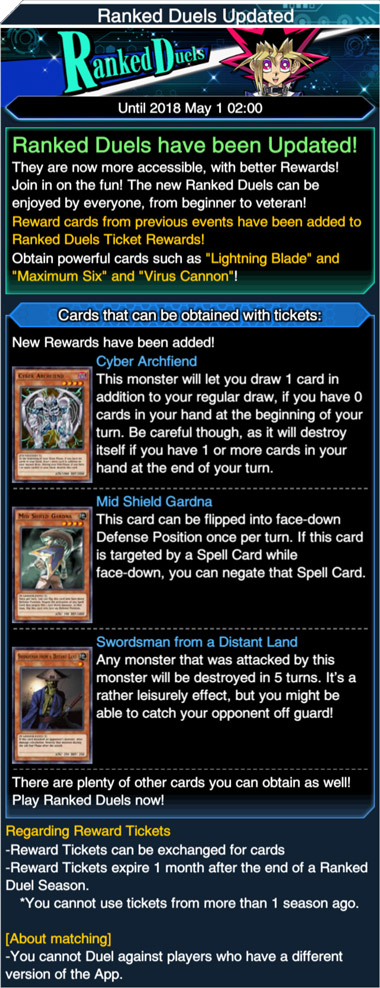 Ranked Duels Updated
Ranked Duels
Until 2018 May 1 02:00
Ranked Duels have been Updated!
They are now more accessible, with better Rewards!
Join in on the fun! The new Ranked Duels can be
enjoyed by everyone, from beginner to veteran!
Reward cards from previous events have been added to
Ranked Duels Ticket Rewards!
Obtain powerful cards such as "Lightning Blade" and
"Maximum Six" and "Virus Cannon"!
Cards that can be obtained with tickets:
New Rewards have been added!
Cyber Archfiend
Cyber Archfiend
This monster will let you draw 1 card in
addition to your regular draw, if you have 0
cards in your hand at the beginning of your
turn. Be careful though, as it will destroy
itself if you have 1 or more cards in your
hand at the end of your turn.
Mid Shield Gardna
Mid Shield Gardna
This card can be flipped into face-down
Defense Position once per turn. If this card
is targeted by a Spell Card while
face-down, you can negate that Spell Card.
Swordsman from a Distant Land
Swordsman from a Distant Land
Any monster that was attacked by this
monster will be destroyed in 5 turns. It's a
rather leisurely effect, but you might be
able to catch your opponent off guard!
There are plenty of other cards you can obtain as well!
Play Ranked Duels now!
Regarding Reward Tickets
-Reward Tickets can be exchanged for cards
-Reward Tickets expire 1 month after the end of a Ranked
Duel Season.
*You cannot use tickets from more than 1 season ago.
[About matching]
-You cannot Duel against players who have a different
version of the App.